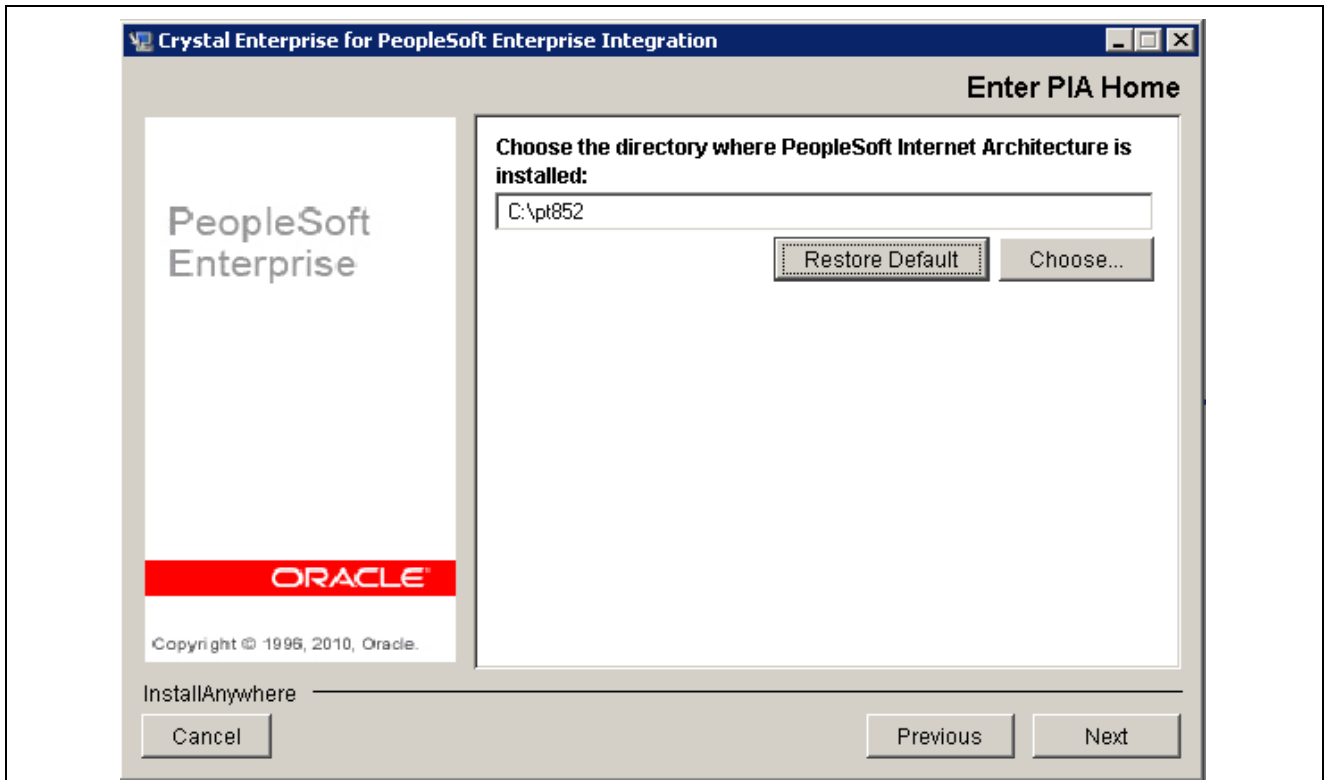 Crystal Enterprise for PeopleSoft Enterprise Integration
Enter PIA Home
Choose the directory where PeopleSoft Internet Architecture is
installed:
C:\pt852
Restore Default
Choose...
PeopleSoft
Enterprise
ORACLE
Copyright © 1996, 2010, Oracle.
InstallAnywhere
Cancel
Previous
Next